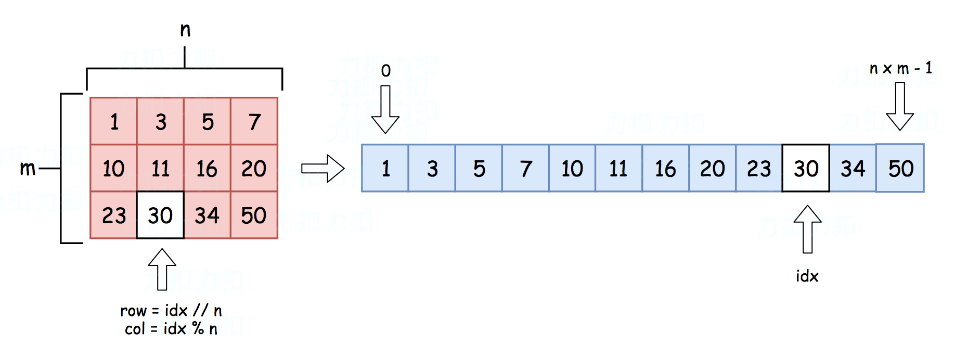 n
m
1 3 5 7
10 11 16 20
23 30 34 50
row = idx // n
col = idx % n
0
n x m - 1
1 3 5 7 10 11 16 20 23 30 34 50
idx